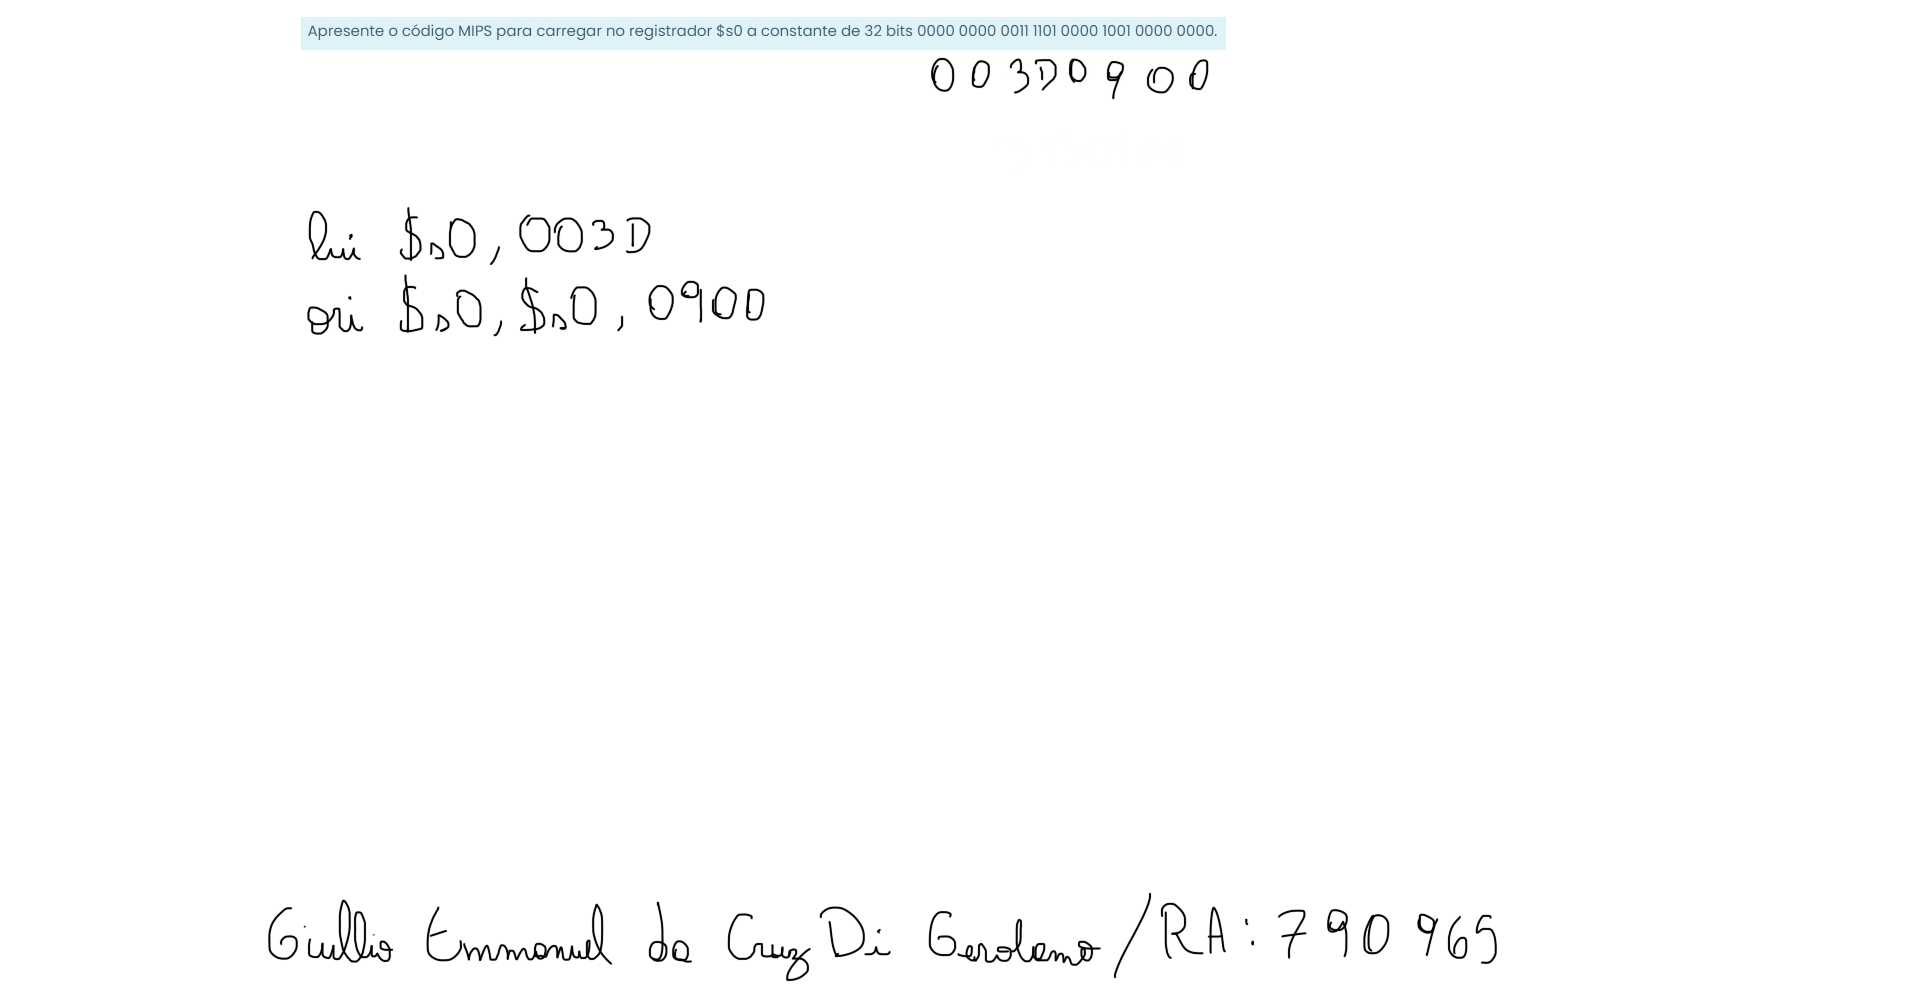 Apresente o código MIPS para carregar no registrador $s0 a constante de 32 bits 0000 0000 0011 1101 0000 1001 0000 0000.
0 0 3 D 0 9 0 0
lui $s0, 003D
ori $s0, $s0, 0900
Giullio Emmanuel da Cruz Di Gerolamo / RA: 790965